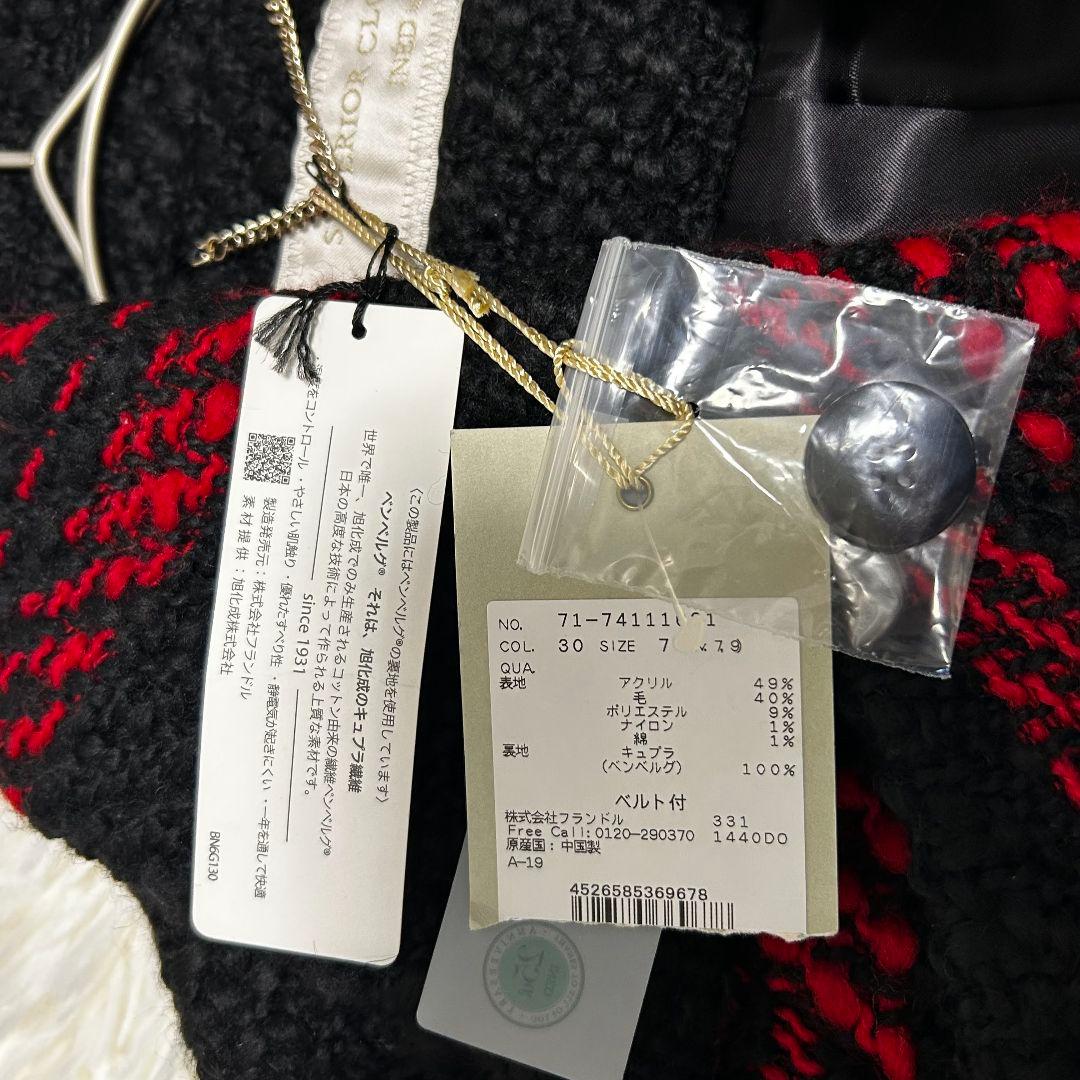 〈この製品にはベンベルグ®の裏地を使用しています〉
ベンベルグ® それは、旭化成のキュプラ繊維
世界で唯一、旭化成でのみ生産されるコットン由来の繊維ベンベルグ®
日本の高度な技術によって作られる上質な素材です。
since 1931
をコントロール・やさしい肌触り・優れたすべり性・静電気が起きにくい・一年を通して快適
製造発売元:株式会社フランドル
素材提供:旭化成株式会社
BN6G130
NO. 71-74111
COL. 30 SIZE 7
QUA.
表地 アクリル 49%
毛 40%
ポリエステル 9%
ナイロン 1%
綿 1%
裏地 キュプラ
(ベンベルグ) 100%
ベルト付
株式会社フランドル 331
Free Call:0120-290370 1440DO
原産国:中国製
A-19
4526585369678